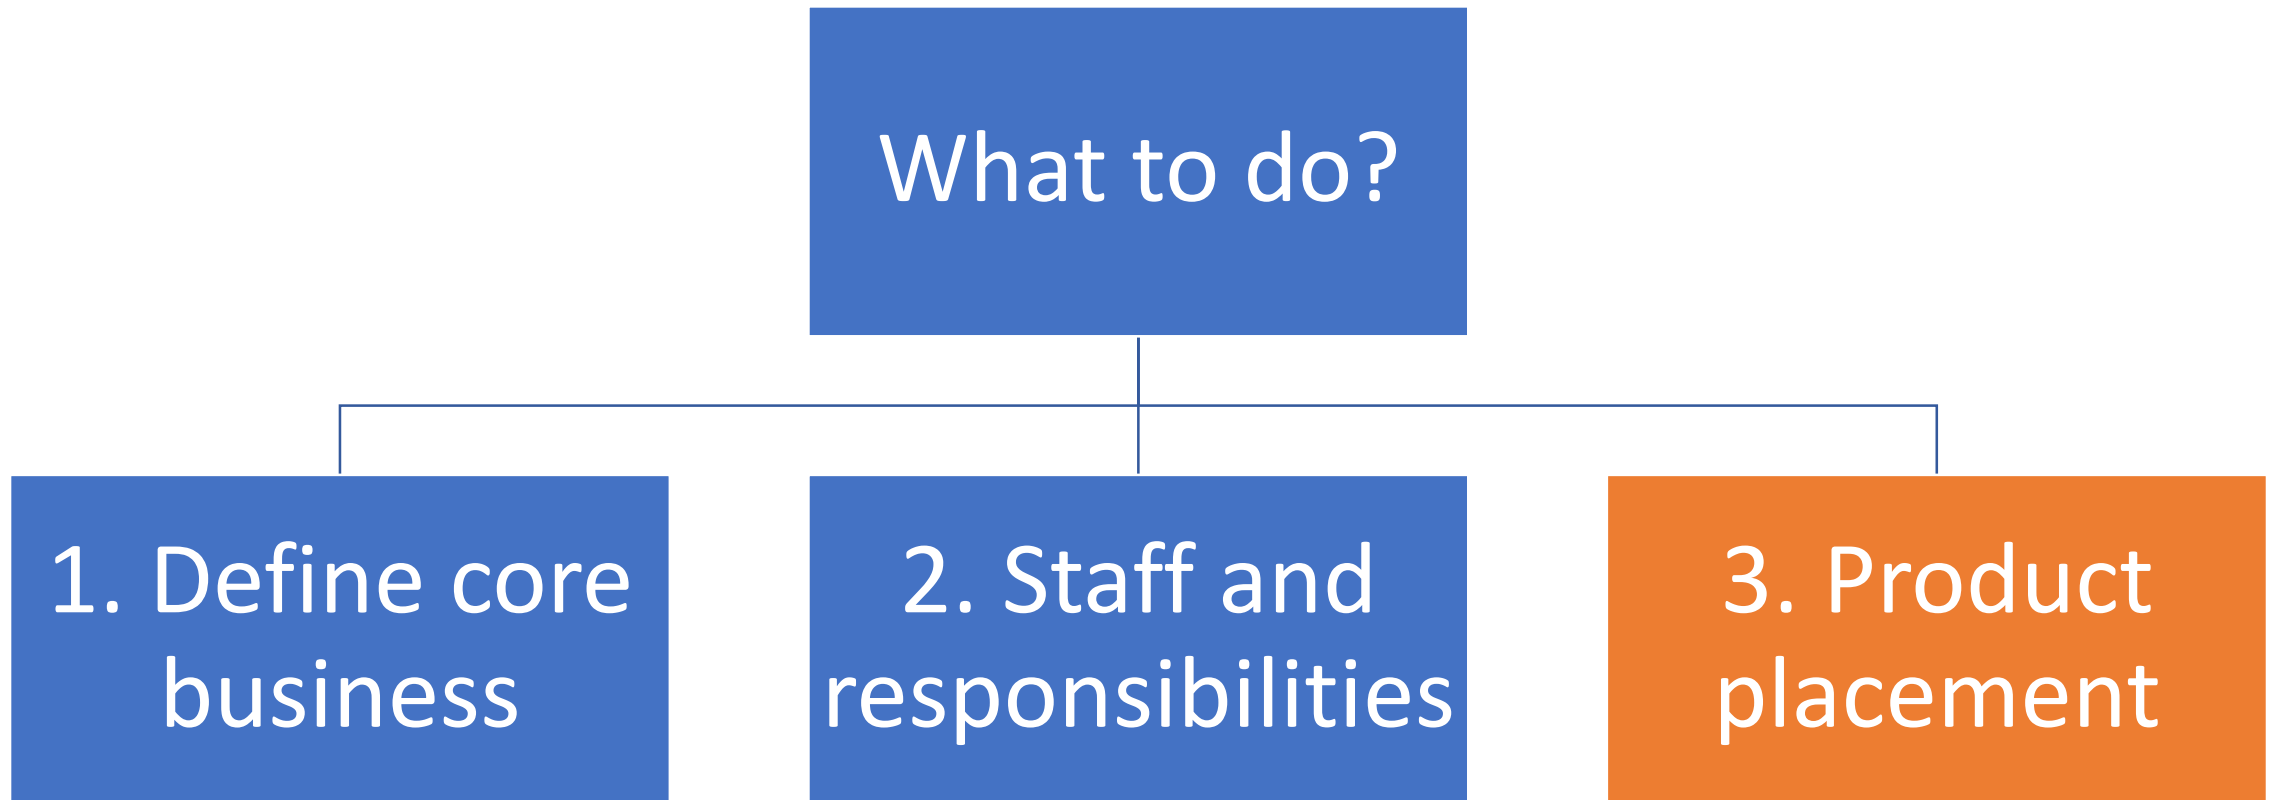 What to do?
1. Define core
business
2. Staff and
responsibilities
3. Product
placement